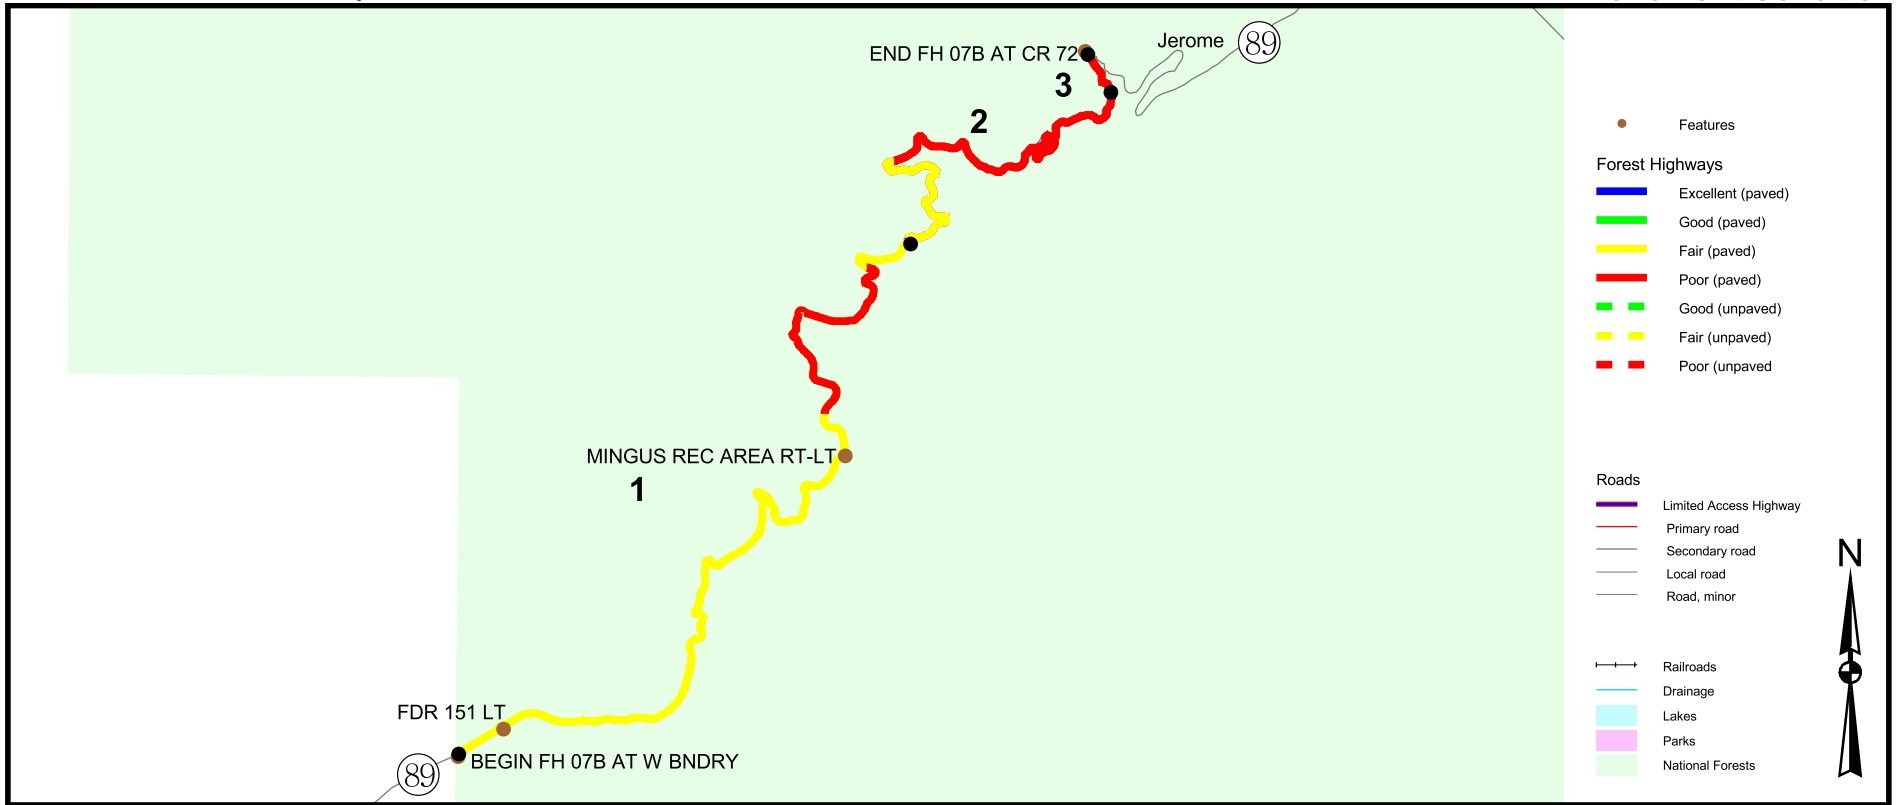 Jerome
89
END FH 07B AT CR 72
3
2
MINGUS REC AREA RT-LT
1
FDR 151 LT
BEGIN FH 07B AT W BNDRY
89
Features
Forest Highways
Excellent (paved)
Good (paved)
Fair (paved)
Poor (paved)
Good (unpaved)
Fair (unpaved)
Poor (unpaved
Roads
Limited Access Highway
Primary road
Secondary road
Local road
Road, minor
Railroads
Drainage
Lakes
Parks
National Forests
N